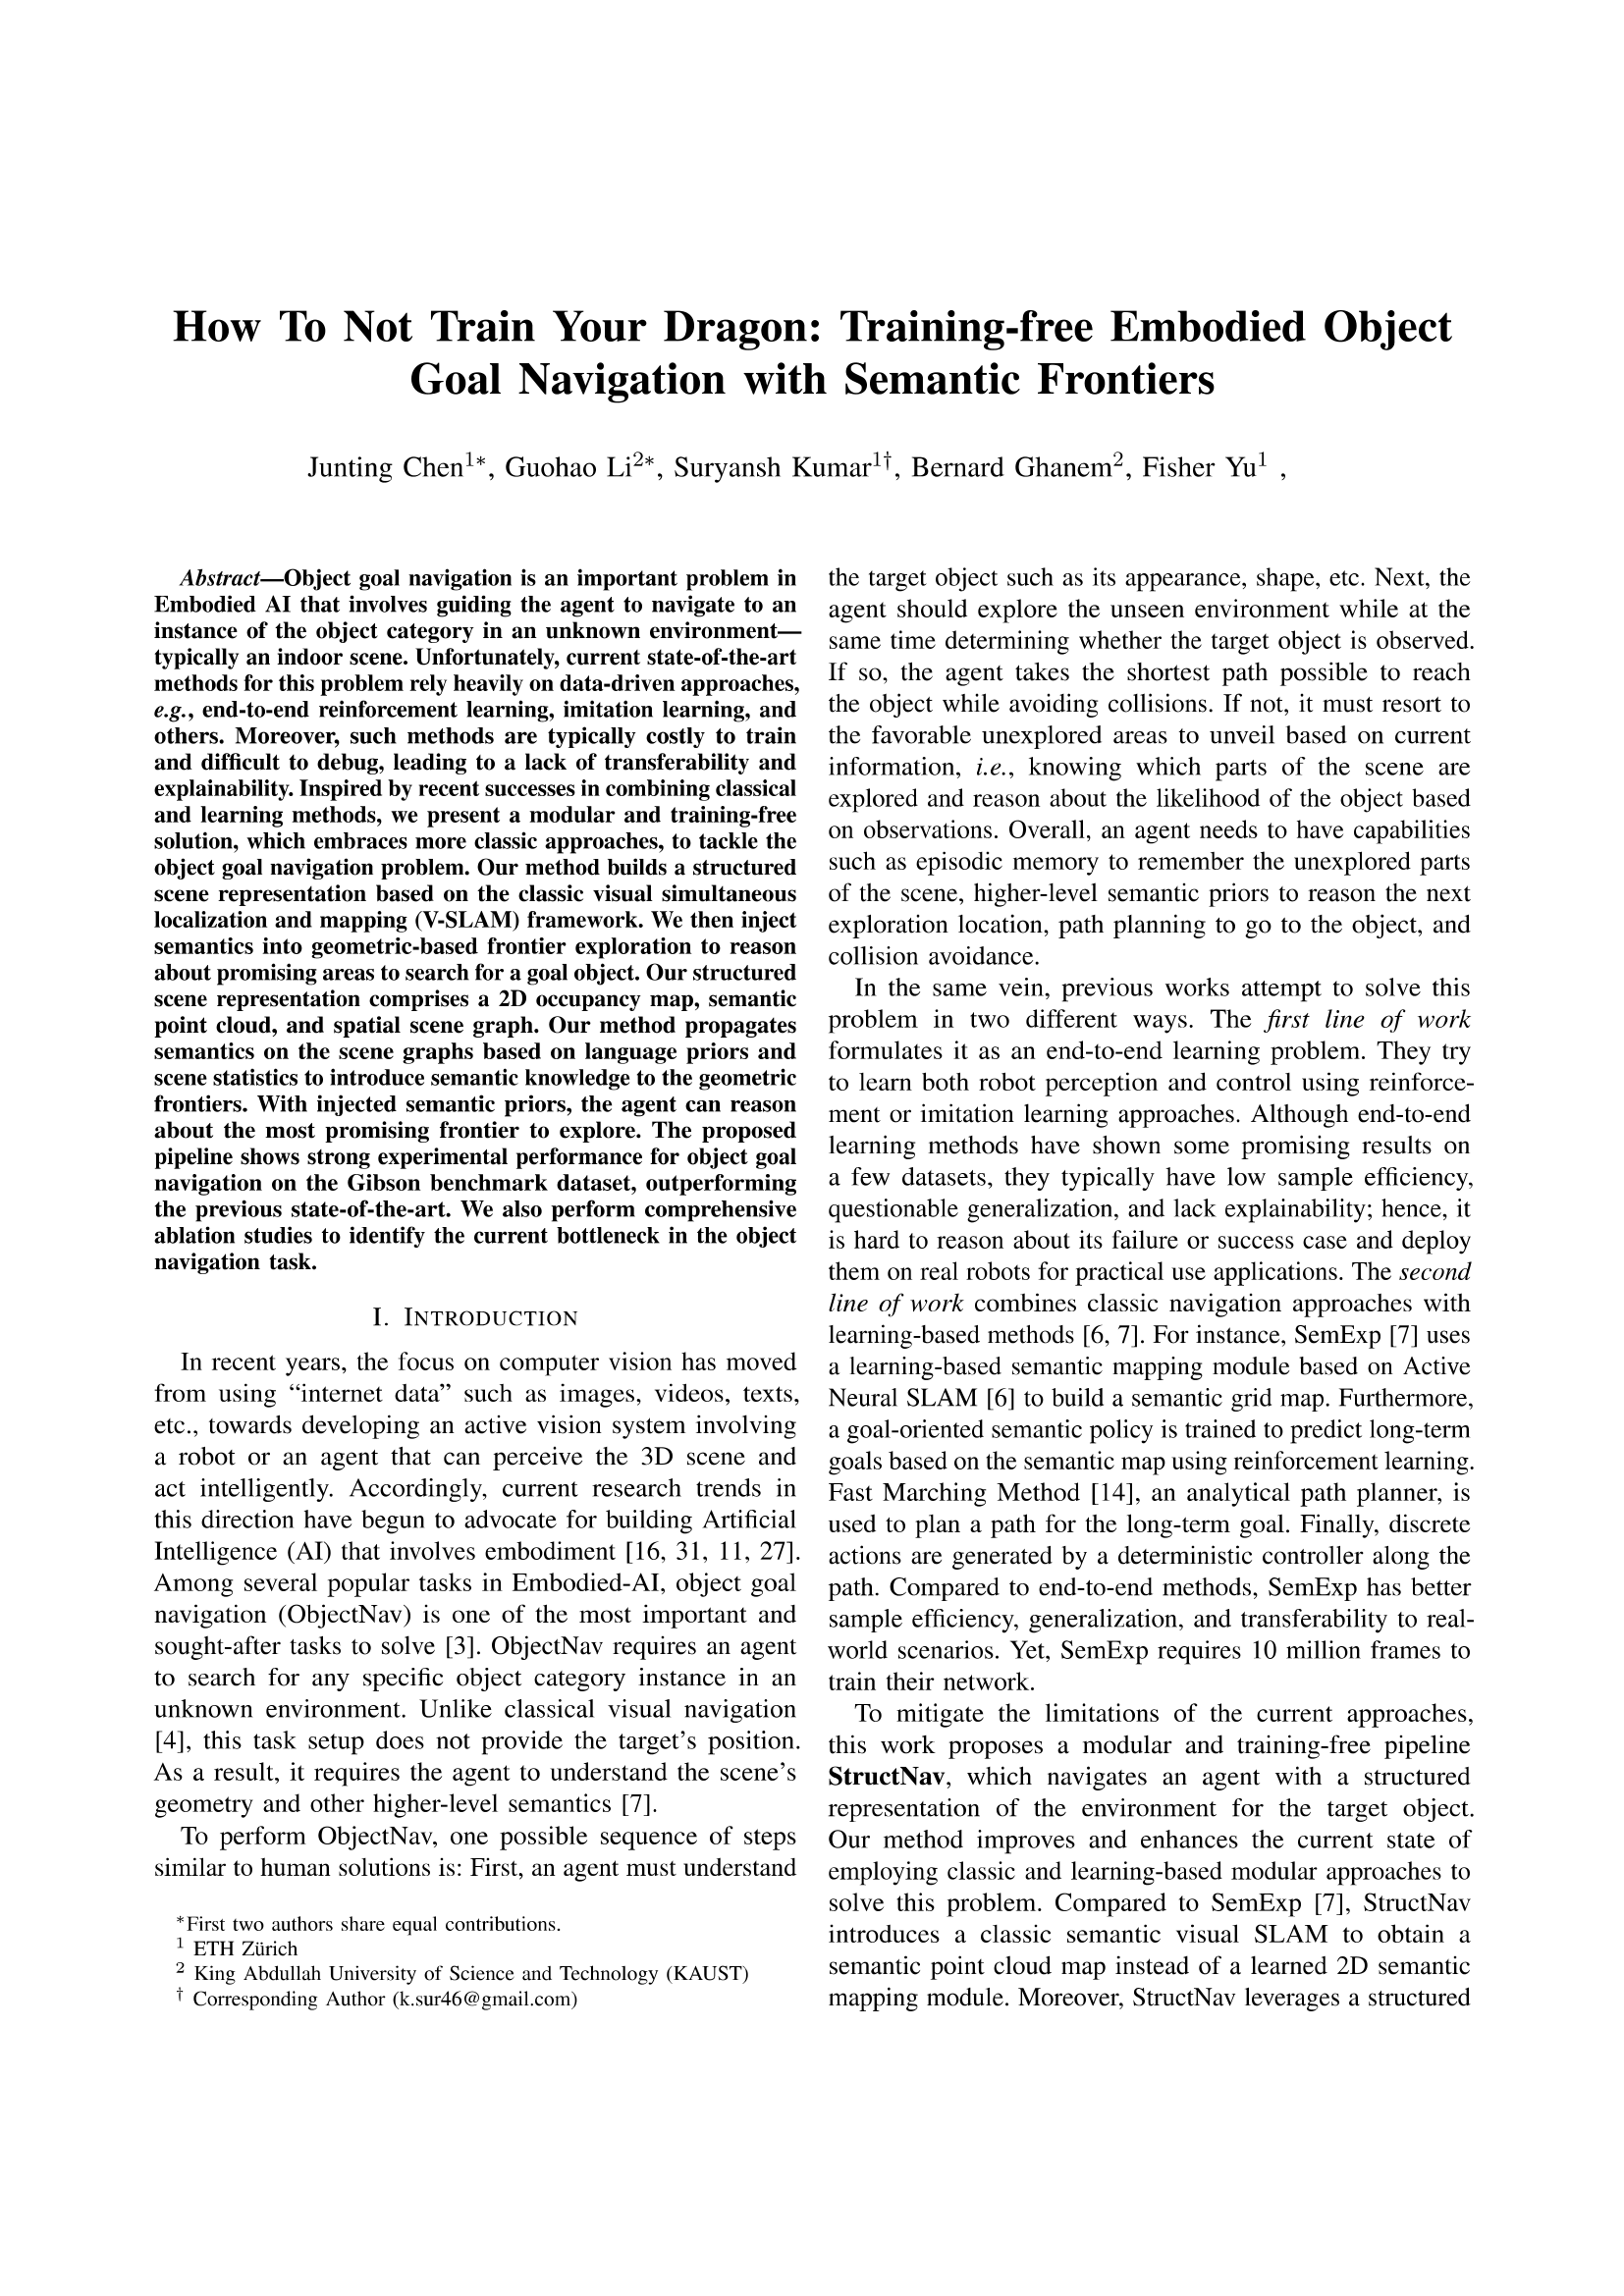 How To Not Train Your Dragon: Training-free Embodied Object
Goal Navigation with Semantic Frontiers
Junting Chen1*, Guohao Li2*, Suryansh Kumar1†, Bernard Ghanem2, Fisher Yu1 ,
Abstract—Object goal navigation is an important problem in
Embodied AI that involves guiding the agent to navigate to an
instance of the object category in an unknown environment—
typically an indoor scene. Unfortunately, current state-of-the-art
methods for this problem rely heavily on data-driven approaches,
e.g., end-to-end reinforcement learning, imitation learning, and
others. Moreover, such methods are typically costly to train
and difficult to debug, leading to a lack of transferability and
explainability. Inspired by recent successes in combining classical
and learning methods, we present a modular and training-free
solution, which embraces more classic approaches, to tackle the
object goal navigation problem. Our method builds a structured
scene representation based on the classic visual simultaneous
localization and mapping (V-SLAM) framework. We then inject
semantics into geometric-based frontier exploration to reason
about promising areas to search for a goal object. Our structured
scene representation comprises a 2D occupancy map, semantic
point cloud, and spatial scene graph. Our method propagates
semantics on the scene graphs based on language priors and
scene statistics to introduce semantic knowledge to the geometric
frontiers. With injected semantic priors, the agent can reason
about the most promising frontier to explore. The proposed
pipeline shows strong experimental performance for object goal
navigation on the Gibson benchmark dataset, outperforming
the previous state-of-the-art. We also perform comprehensive
ablation studies to identify the current bottleneck in the object
navigation task.
I. INTRODUCTION
In recent years, the focus on computer vision has moved
from using “internet data” such as images, videos, texts,
etc., towards developing an active vision system involving
a robot or an agent that can perceive the 3D scene and
act intelligently. Accordingly, current research trends in
this direction have begun to advocate for building Artificial
Intelligence (AI) that involves embodiment [16, 31, 11, 27].
Among several popular tasks in Embodied-AI, object goal
navigation (ObjectNav) is one of the most important and
sought-after tasks to solve [3]. ObjectNav requires an agent
to search for any specific object category instance in an
unknown environment. Unlike classical visual navigation
[4], this task setup does not provide the target’s position.
As a result, it requires the agent to understand the scene’s
geometry and other higher-level semantics [7].
To perform ObjectNav, one possible sequence of steps
similar to human solutions is: First, an agent must understand
*First two authors share equal contributions.
1 ETH Zürich
2 King Abdullah University of Science and Technology (KAUST)
† Corresponding Author (k.sur46@gmail.com)
the target object such as its appearance, shape, etc. Next, the
agent should explore the unseen environment while at the
same time determining whether the target object is observed.
If so, the agent takes the shortest path possible to reach
the object while avoiding collisions. If not, it must resort to
the favorable unexplored areas to unveil based on current
information, i.e., knowing which parts of the scene are
explored and reason about the likelihood of the object based
on observations. Overall, an agent needs to have capabilities
such as episodic memory to remember the unexplored parts
of the scene, higher-level semantic priors to reason the next
exploration location, path planning to go to the object, and
collision avoidance.
In the same vein, previous works attempt to solve this
problem in two different ways. The first line of work
formulates it as an end-to-end learning problem. They try
to learn both robot perception and control using reinforce-
ment or imitation learning approaches. Although end-to-end
learning methods have shown some promising results on
a few datasets, they typically have low sample efficiency,
questionable generalization, and lack explainability; hence, it
is hard to reason about its failure or success case and deploy
them on real robots for practical use applications. The second
line of work combines classic navigation approaches with
learning-based methods [6, 7]. For instance, SemExp [7] uses
a learning-based semantic mapping module based on Active
Neural SLAM [6] to build a semantic grid map. Furthermore,
a goal-oriented semantic policy is trained to predict long-term
goals based on the semantic map using reinforcement learning.
Fast Marching Method [14], an analytical path planner, is
used to plan a path for the long-term goal. Finally, discrete
actions are generated by a deterministic controller along the
path. Compared to end-to-end methods, SemExp has better
sample efficiency, generalization, and transferability to real-
world scenarios. Yet, SemExp requires 10 million frames to
train their network.
To mitigate the limitations of the current approaches,
this work proposes a modular and training-free pipeline
StructNav, which navigates an agent with a structured
representation of the environment for the target object.
Our method improves and enhances the current state of
employing classic and learning-based modular approaches to
solve this problem. Compared to SemExp [7], StructNav
introduces a classic semantic visual SLAM to obtain a
semantic point cloud map instead of a learned 2D semantic
mapping module. Moreover, StructNav leverages a structured